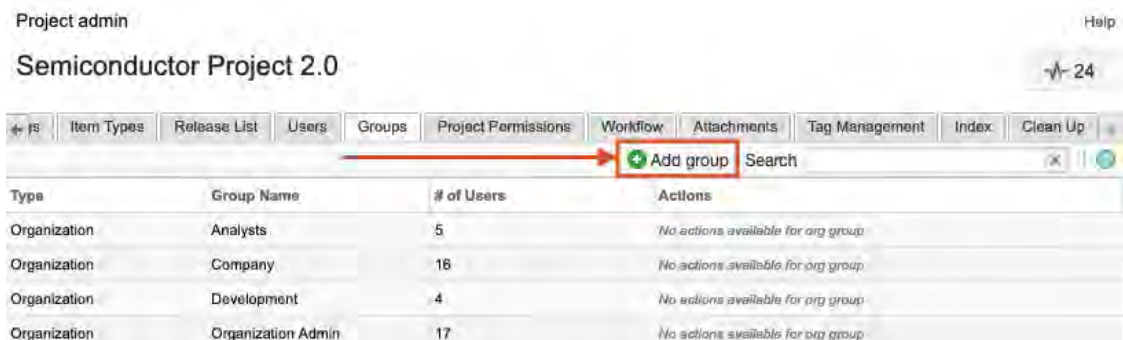 Project admin Help
Semiconductor Project 2.0 24
rs Item Types Release List Users Groups Project Permissions Workflow Attachments Tag Management Index Clean Up
Add group Search
Type Group Name # of Users Actions
Organization Analysts 5 No actions available for org group
Organization Company 16 No actions available for org group
Organization Development 4 No actions available for org group
Organization Organization Admin 17 No actions available for org group